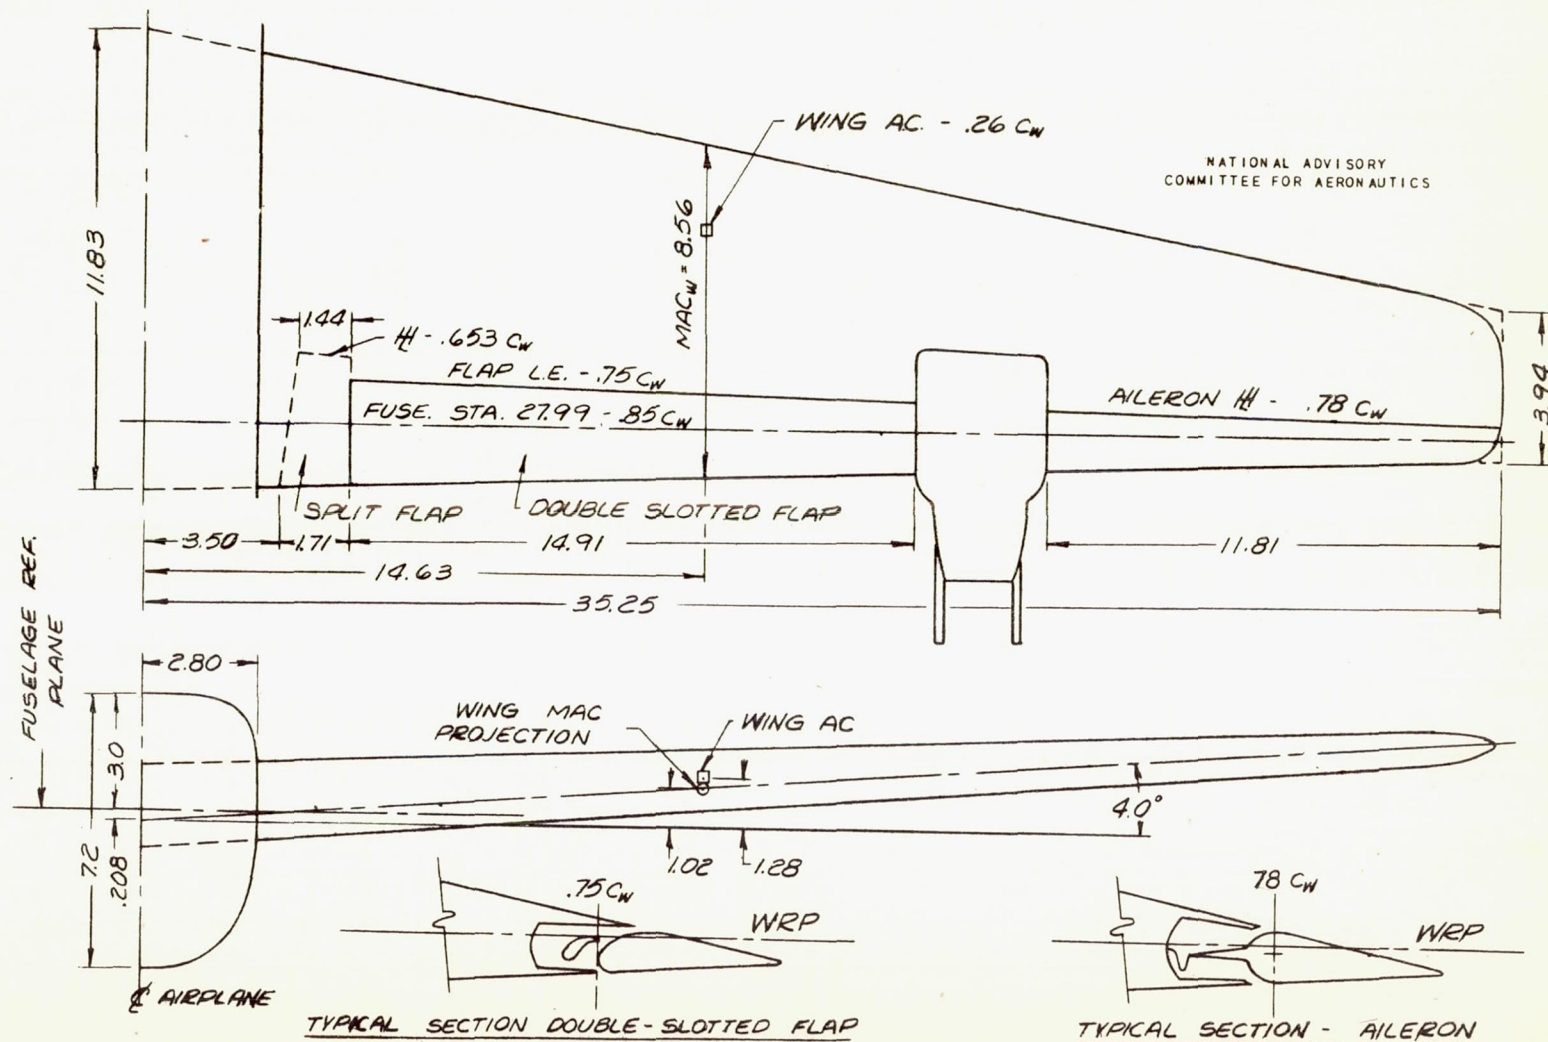 WING A.C. - .26 Cw
NATIONAL ADVISORY
COMMITTEE FOR AERONAUTICS
11.83
MACw = 8.56
1.44
HL - .653 Cw
FLAP L.E. - .75 Cw
FUSE. STA. 27.99 - .85 Cw
AILERON HL - .78 Cw
3.94
SPLIT FLAP
DOUBLE SLOTTED FLAP
3.50
1.71
14.91
11.81
14.63
35.25
FUSELAGE REF.
PLANE
2.80
WING MAC
PROJECTION
WING AC
3.0
7.2
.208
4.0°
1.02
1.28
.75 Cw
WRP
78 Cw
WRP
℄ AIRPLANE
TYPICAL SECTION DOUBLE-SLOTTED FLAP
TYPICAL SECTION - AILERON